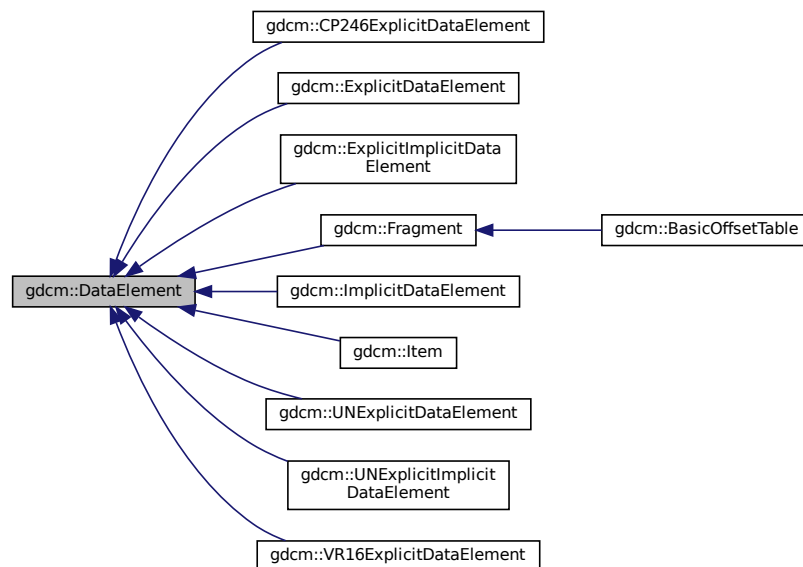 gdcm::CP246ExplicitDataElement
gdcm::ExplicitDataElement
gdcm::ExplicitImplicitData
Element
gdcm::Fragment
gdcm::BasicOffsetTable
gdcm::DataElement
gdcm::ImplicitDataElement
gdcm::Item
gdcm::UNExplicitDataElement
gdcm::UNExplicitImplicit
DataElement
gdcm::VR16ExplicitDataElement